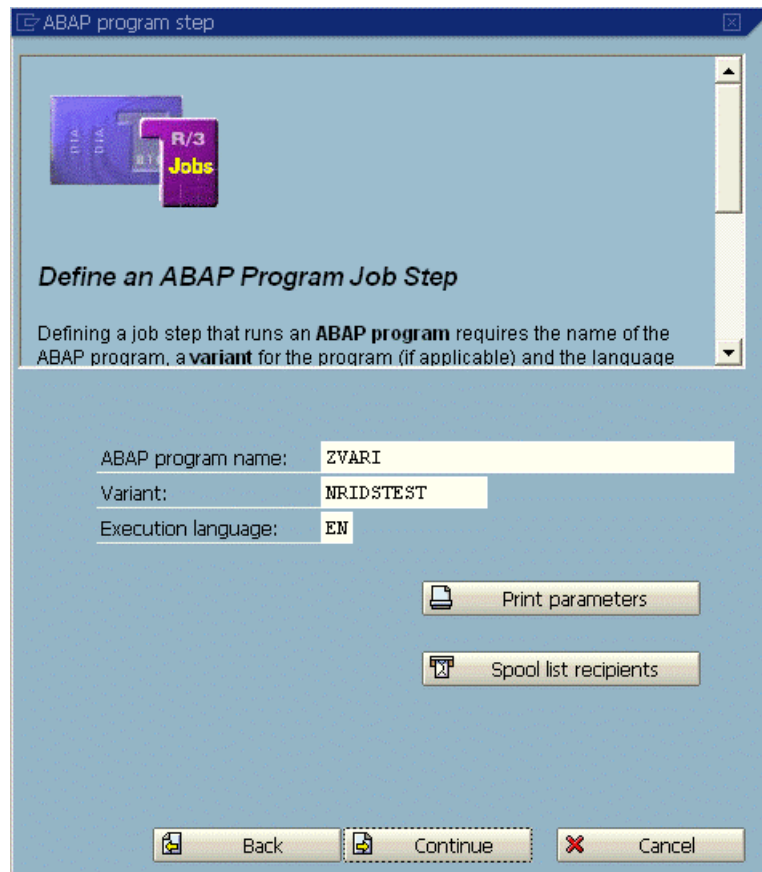 ABAP program step
R/3
Jobs
Define an ABAP Program Job Step
Defining a job step that runs an ABAP program requires the name of the
ABAP program, a variant for the program (if applicable) and the language
ABAP program name: ZVARI
Variant: NRIDSTEST
Execution language: EN
Print parameters
Spool list recipients
Back Continue Cancel